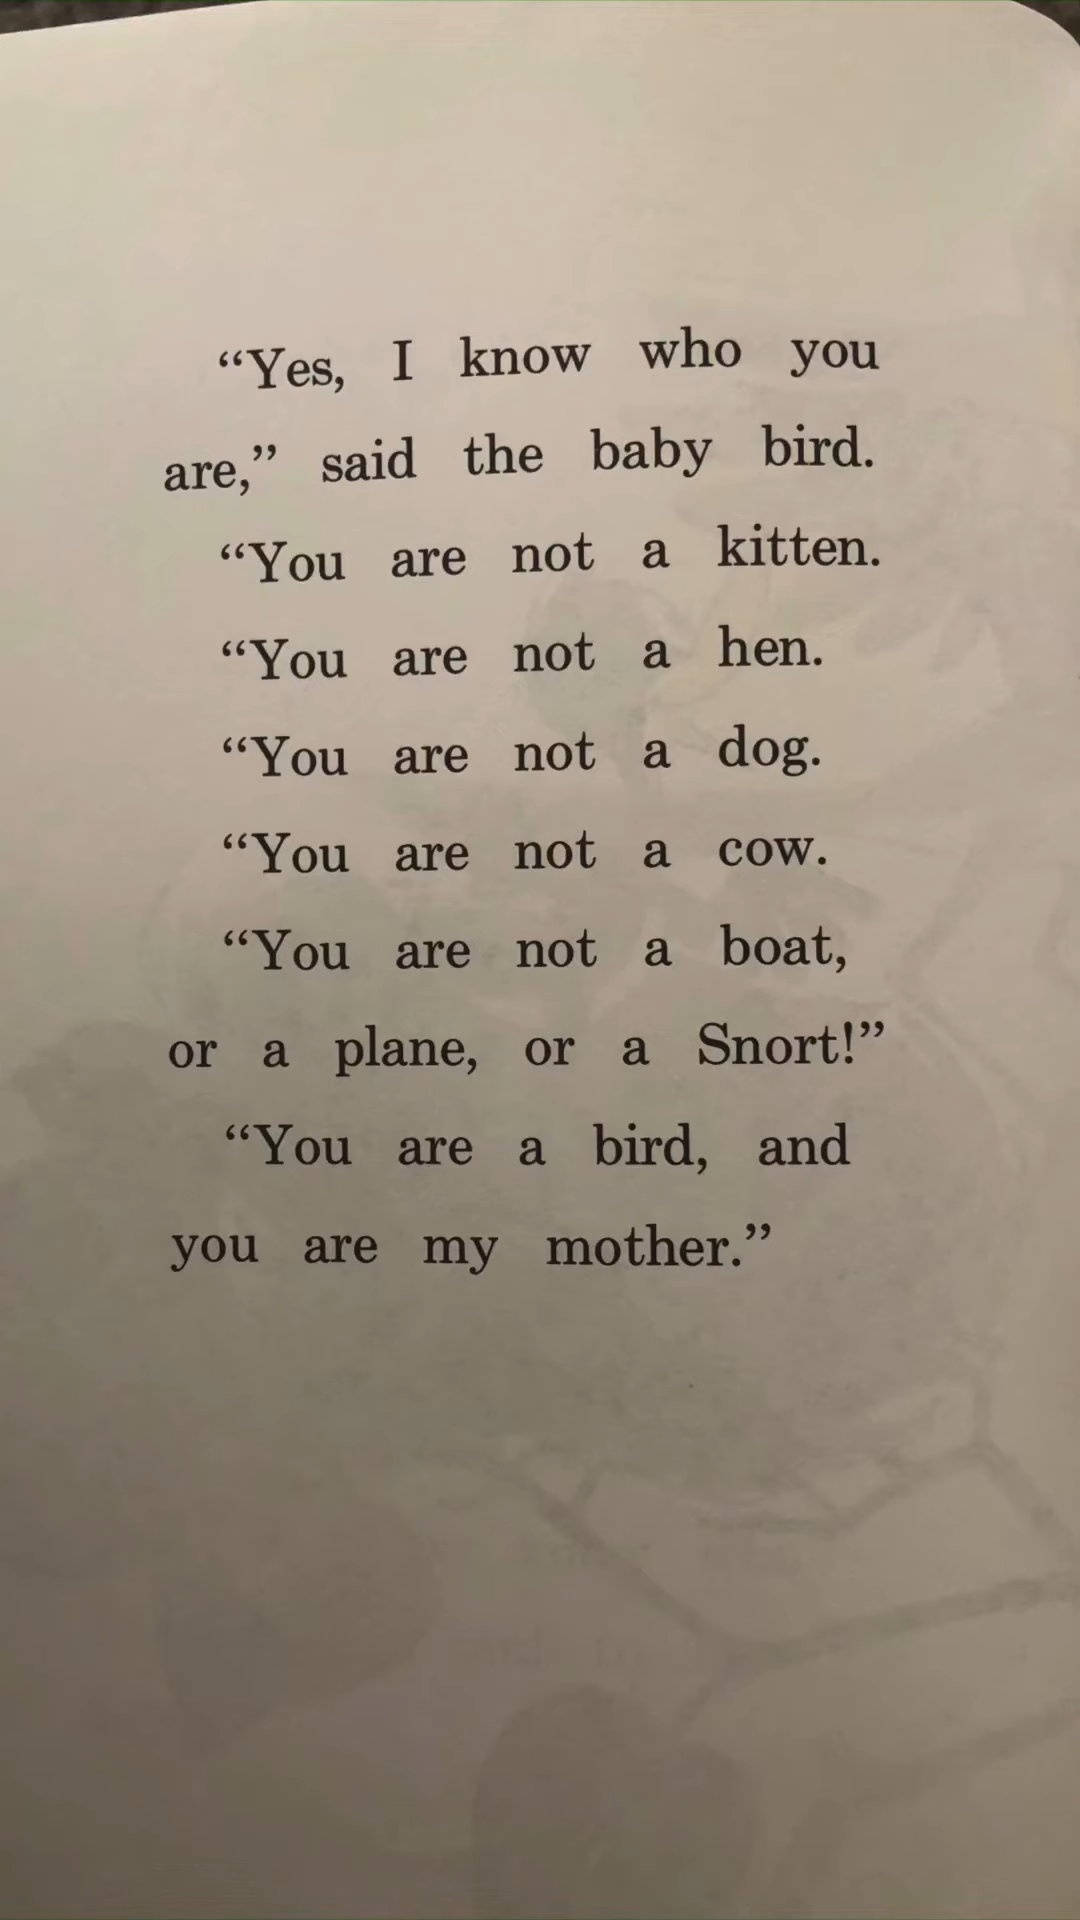 “Yes, I know who you
are,” said the baby bird.
“You are not a kitten.
“You are not a hen.
“You are not a dog.
“You are not a cow.
“You are not a boat,
or a plane, or a Snort!”
“You are a bird, and
you are my mother.”